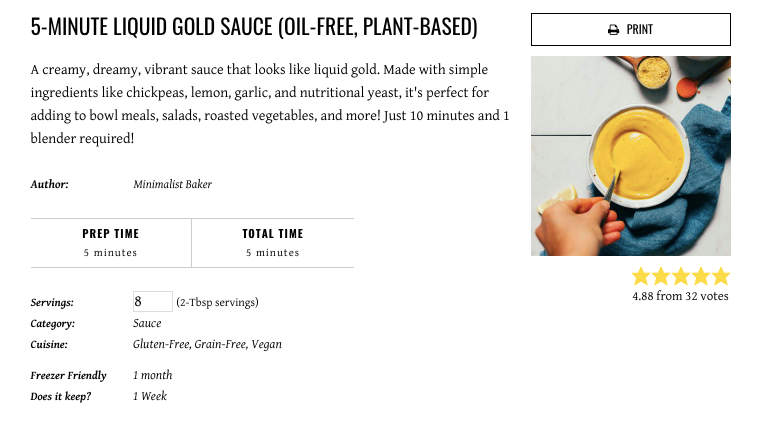 5-MINUTE LIQUID GOLD SAUCE (OIL-FREE, PLANT-BASED)
PRINT
A creamy, dreamy, vibrant sauce that looks like liquid gold. Made with simple
ingredients like chickpeas, lemon, garlic, and nutritional yeast, it's perfect for
adding to bowl meals, salads, roasted vegetables, and more! Just 10 minutes and 1
blender required!
Author: Minimalist Baker
PREP TIME TOTAL TIME
5 minutes 5 minutes
4.88 from 32 votes
Servings: 8 (2-Tbsp servings)
Category: Sauce
Cuisine: Gluten-Free, Grain-Free, Vegan
Freezer Friendly 1 month
Does it keep? 1 Week